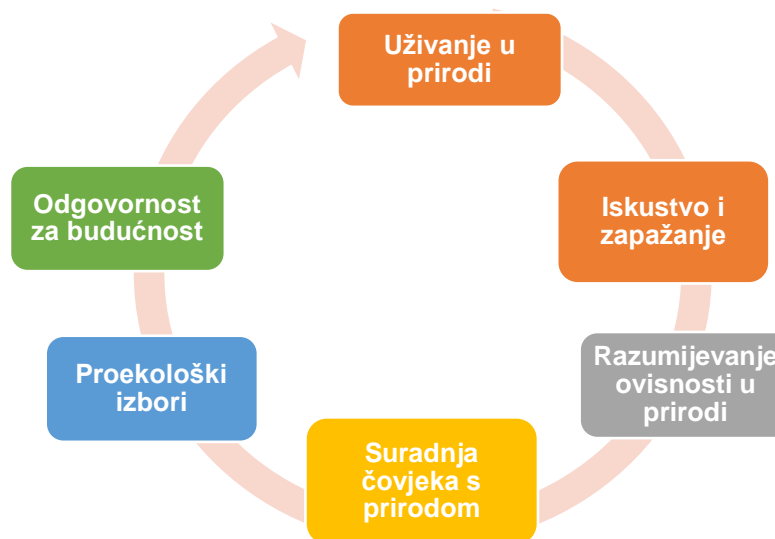 Uživanje u
prirodi
Iskustvo i
zapažanje
Razumijevanje
ovisnosti u
prirodi
Suradnja
čovjeka s
prirodom
Proekološki
izbori
Odgovornost
za budućnost